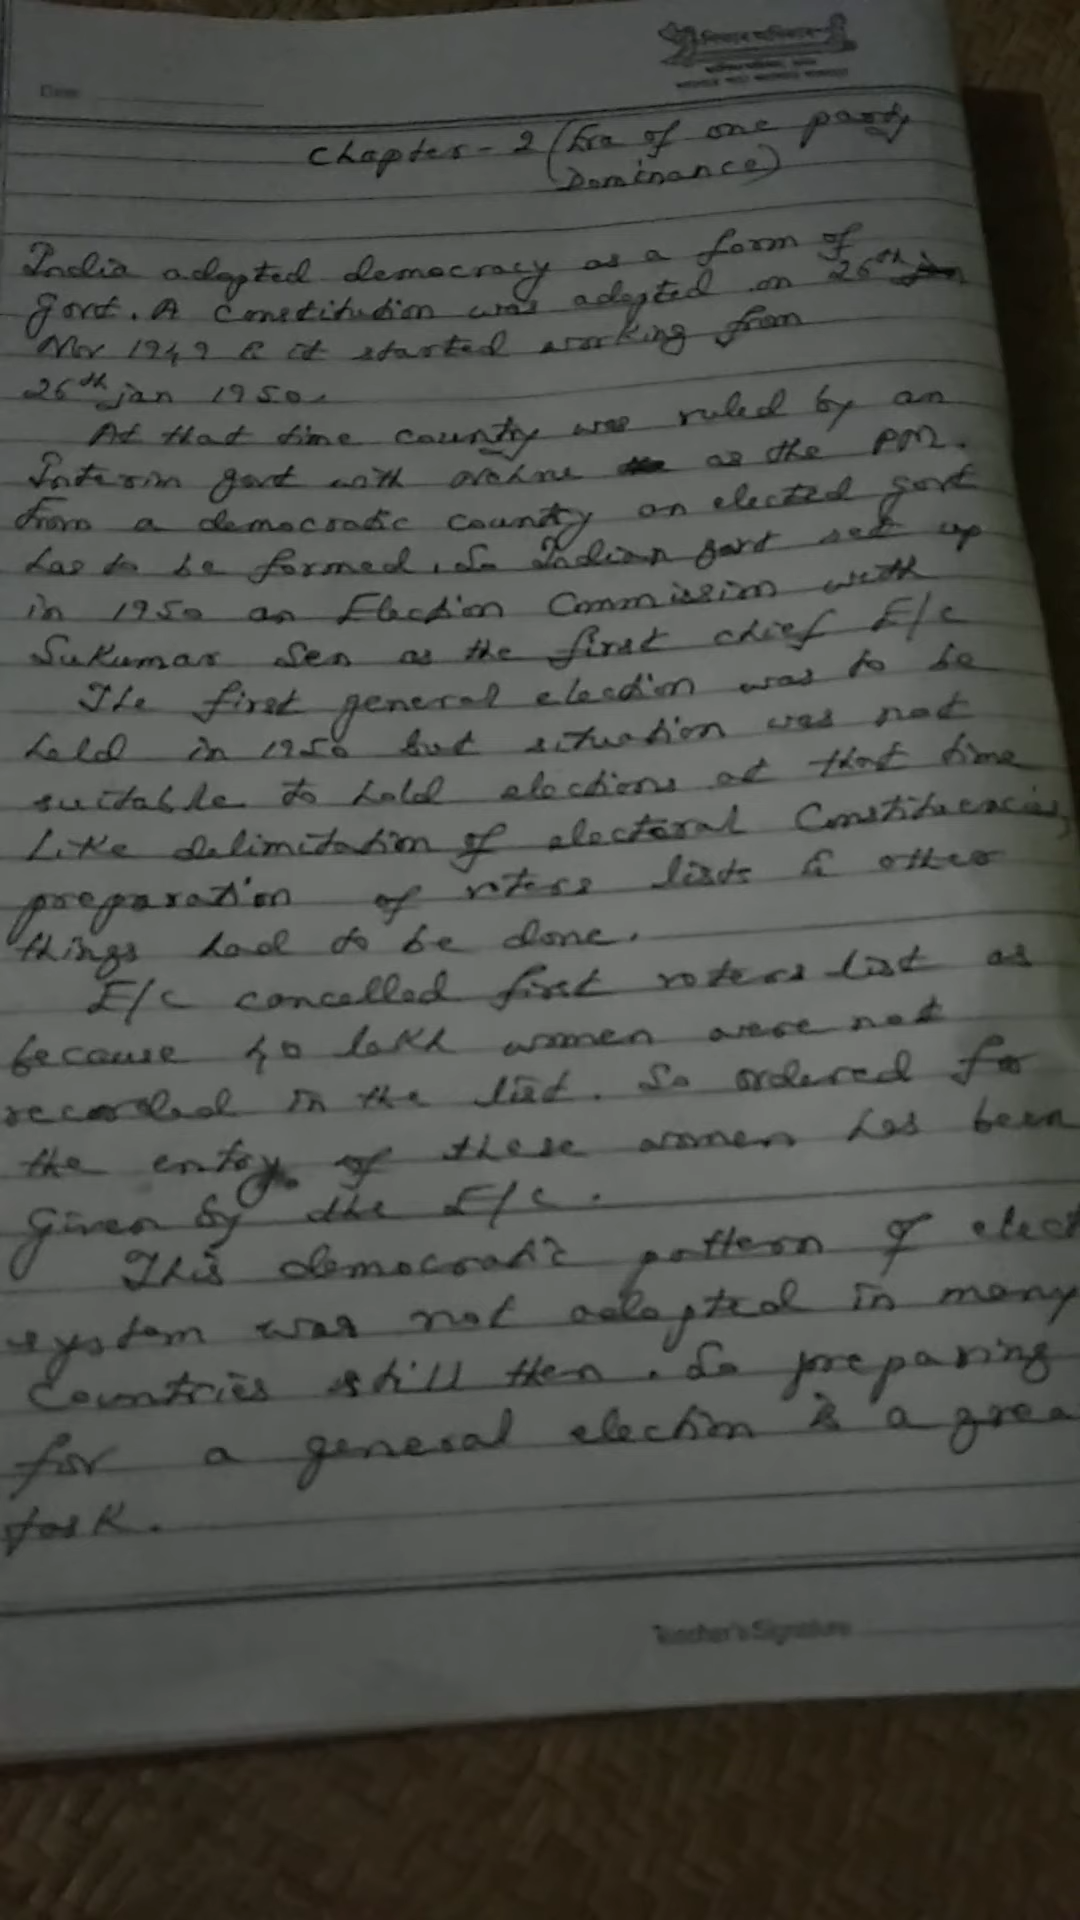 Date
Chapter - 2 (Era of one party
Dominance)
India adopted democracy as a form of
govt. A constitution was adopted on 26th
Nov 1949 & it started working from
26th jan 1950.
At that time country was ruled by an
Interim govt with as the PM.
From a democratic country an elected govt
has to be formed. So Indian govt set up
in 1950 an Election Commission with
Sukumar Sen as the first chief E/C
The first general election was to be
held in 1950 but situation was not
suitable to hold elections at that time
Like delimitation of electoral Constituencies,
preparation of voters lists & other
things had to be done.
E/C cancelled first voters list as
because 40 lakh women were not
recorded in the list. So ordered for
the entry of these women has been
Given by the E/C.
This democratic pattern of elect
system was not adopted in many
Countries still then. So preparing
for a general election is a grea
task.
Teacher's Signature